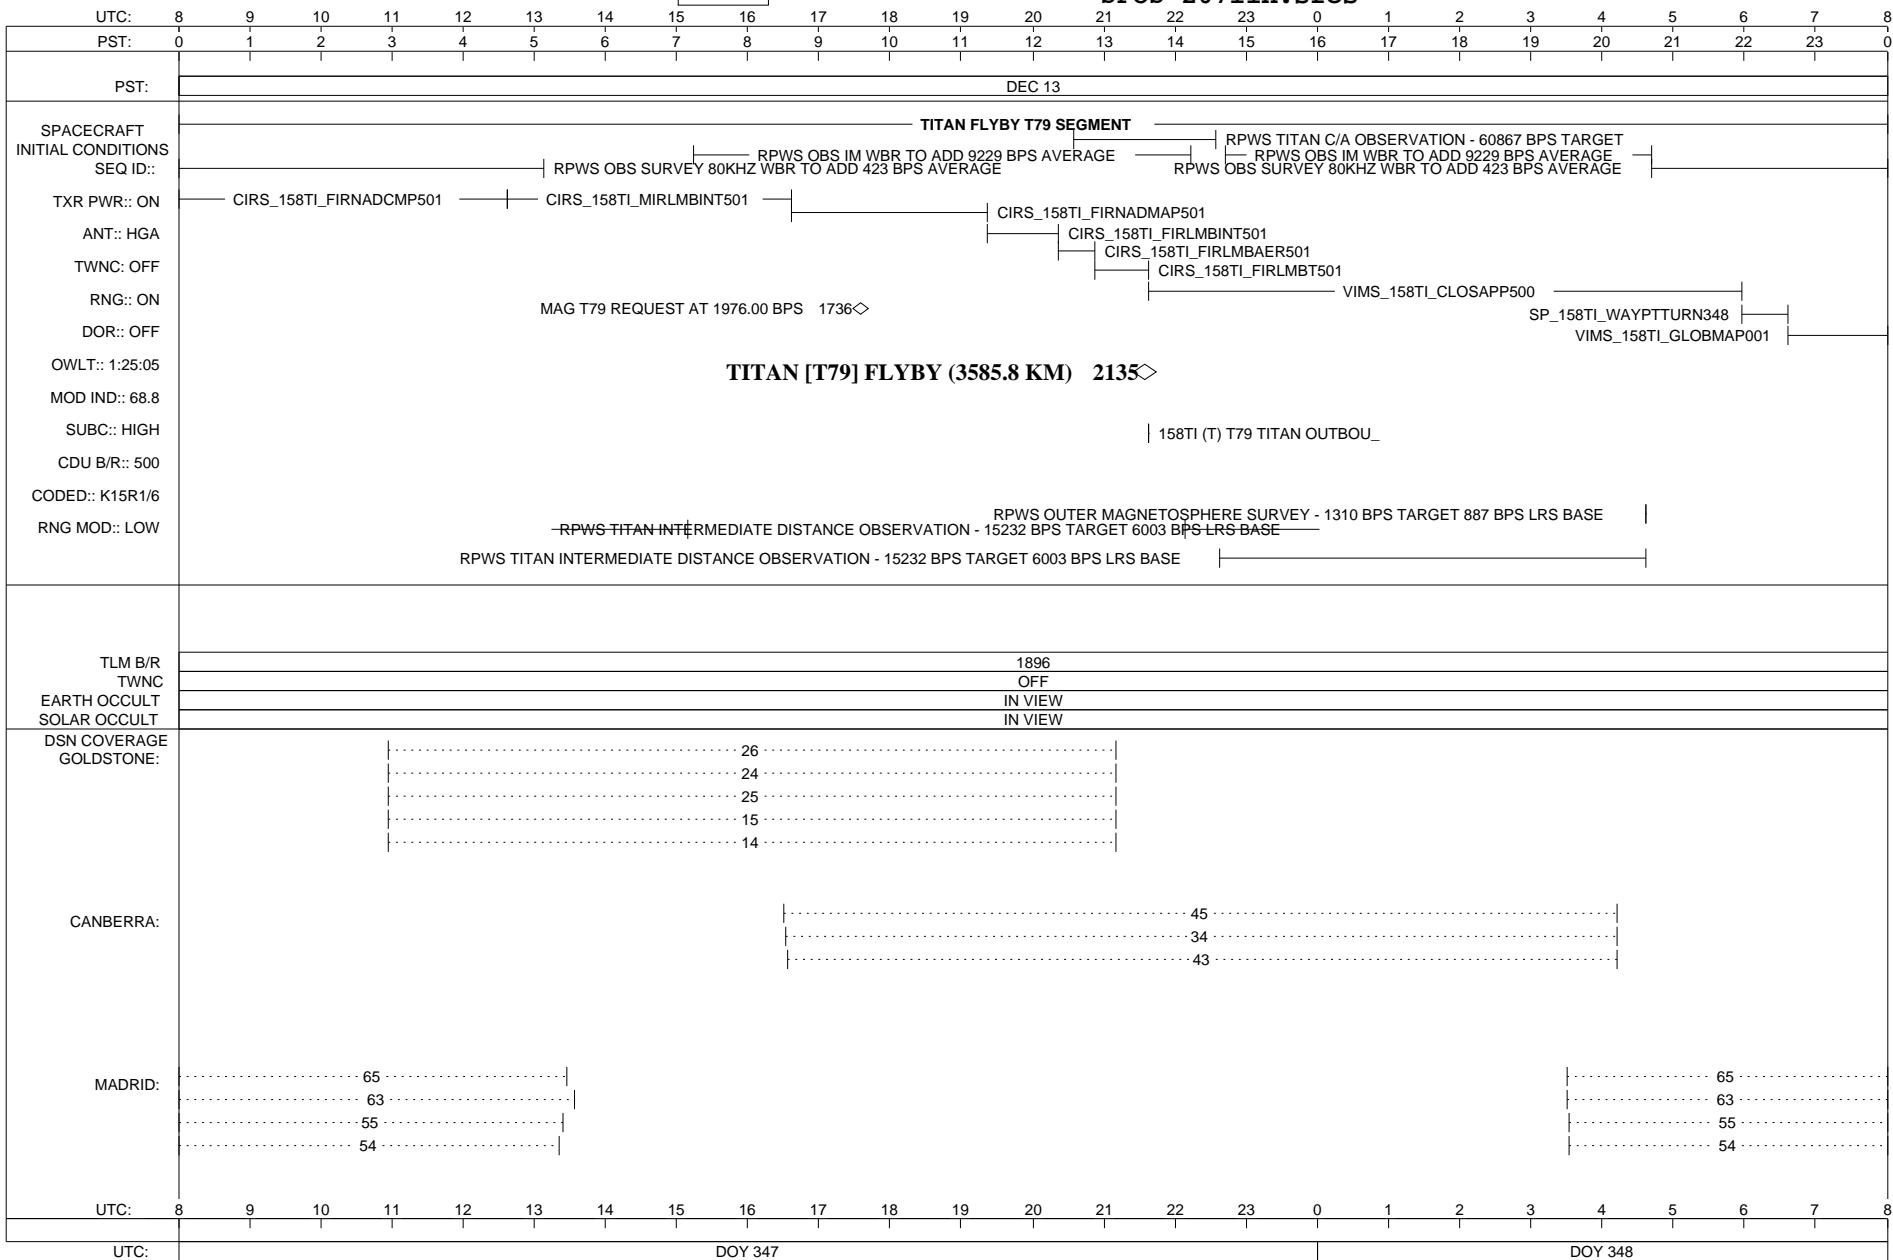 UTC: 8 9 10 11 12 13 14 15 16 17 18 19 20 21 22 23 0 1 2 3 4 5 6 7 8
PST: 0 1 2 3 4 5 6 7 8 9 10 11 12 13 14 15 16 17 18 19 20 21 22 23 0
PST: DEC 13
SPACECRAFT
INITIAL CONDITIONS
SEQ ID::
TXR PWR:: ON
ANT:: HGA
TWNC: OFF
RNG:: ON
DOR:: OFF
OWLT:: 1:25:05
MOD IND:: 68.8
SUBC:: HIGH
CDU B/R:: 500
CODED:: K15R1/6
RNG MOD:: LOW
TITAN FLYBY T79 SEGMENT
RPWS TITAN C/A OBSERVATION - 60867 BPS TARGET
RPWS OBS IM WBR TO ADD 9229 BPS AVERAGE
RPWS OBS IM WBR TO ADD 9229 BPS AVERAGE
RPWS OBS SURVEY 80KHZ WBR TO ADD 423 BPS AVERAGE
RPWS OBS SURVEY 80KHZ WBR TO ADD 423 BPS AVERAGE
CIRS_158TI_FIRNADCMP501
CIRS_158TI_MIRLMBINT501
CIRS_158TI_FIRNADMAP501
CIRS_158TI_FIRLMBINT501
CIRS_158TI_FIRLMBAER501
CIRS_158TI_FIRLMBT501
VIMS_158TI_CLOSAPP500
MAG T79 REQUEST AT 1976.00 BPS 1736
SP_158TI_WAYPTTURN348
VIMS_158TI_GLOBMAP001
TITAN [T79] FLYBY (3585.8 KM) 2135
158TI (T) T79 TITAN OUTBOU_
RPWS OUTER MAGNETOSPHERE SURVEY - 1310 BPS TARGET 887 BPS LRS BASE
RPWS TITAN INTERMEDIATE DISTANCE OBSERVATION - 15232 BPS TARGET 6003 BPS LRS BASE
RPWS TITAN INTERMEDIATE DISTANCE OBSERVATION - 15232 BPS TARGET 6003 BPS LRS BASE
TLM B/R 1896
TWNC OFF
EARTH OCCULT IN VIEW
SOLAR OCCULT IN VIEW
DSN COVERAGE
GOLDSTONE:
26
24
25
15
14
CANBERRA:
45
34
43
MADRID:
65 65
63 63
55 55
54 54
UTC: 8 9 10 11 12 13 14 15 16 17 18 19 20 21 22 23 0 1 2 3 4 5 6 7 8
UTC: DOY 347 DOY 348